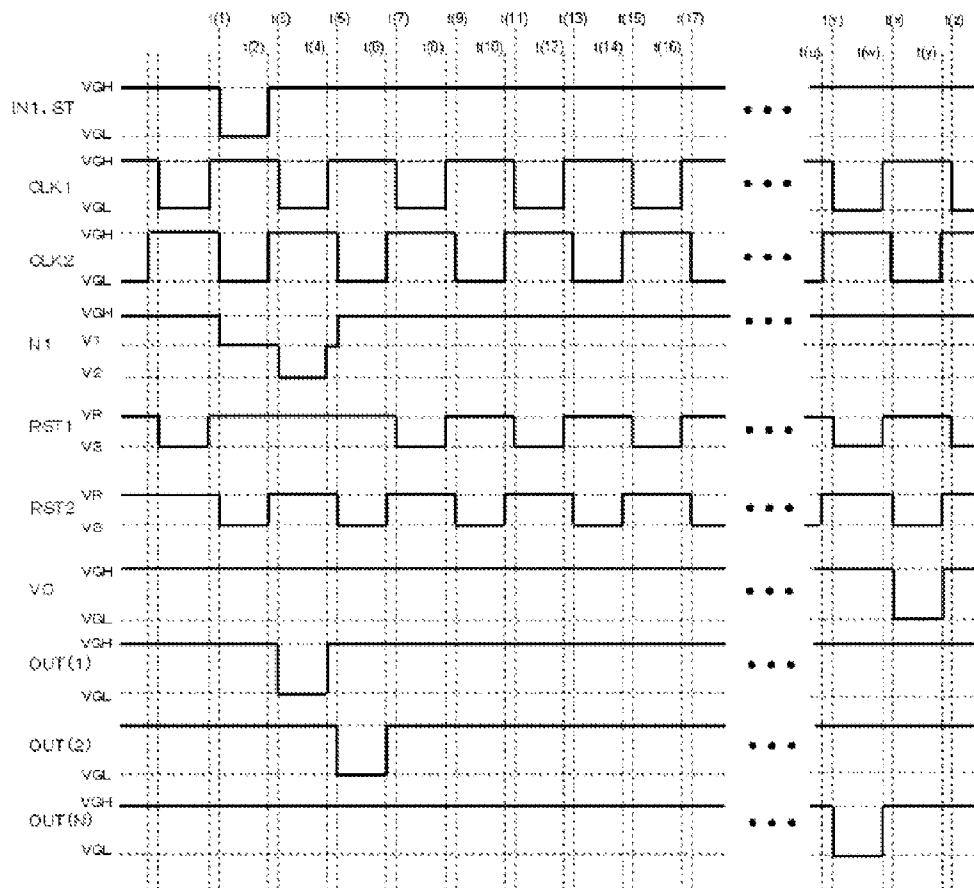 t(1) t(3) t(5) t(7) t(9) t(11) t(13) t(15) t(17) t(v) t(x) t(z)
t(2) t(4) t(6) t(8) t(10) t(12) t(14) t(16) t(u) t(w) t(y)
IN1,ST VGH
VGL
CLK1 VGH
VGL
CLK2 VGH
VGL
N1 VGH
V1
V2
RST1 VR
VS
RST2 VR
VS
VGH
VGL
OUT(1) VGH
VGL
OUT(2)
VGL
OUT(N) VGH
VGL